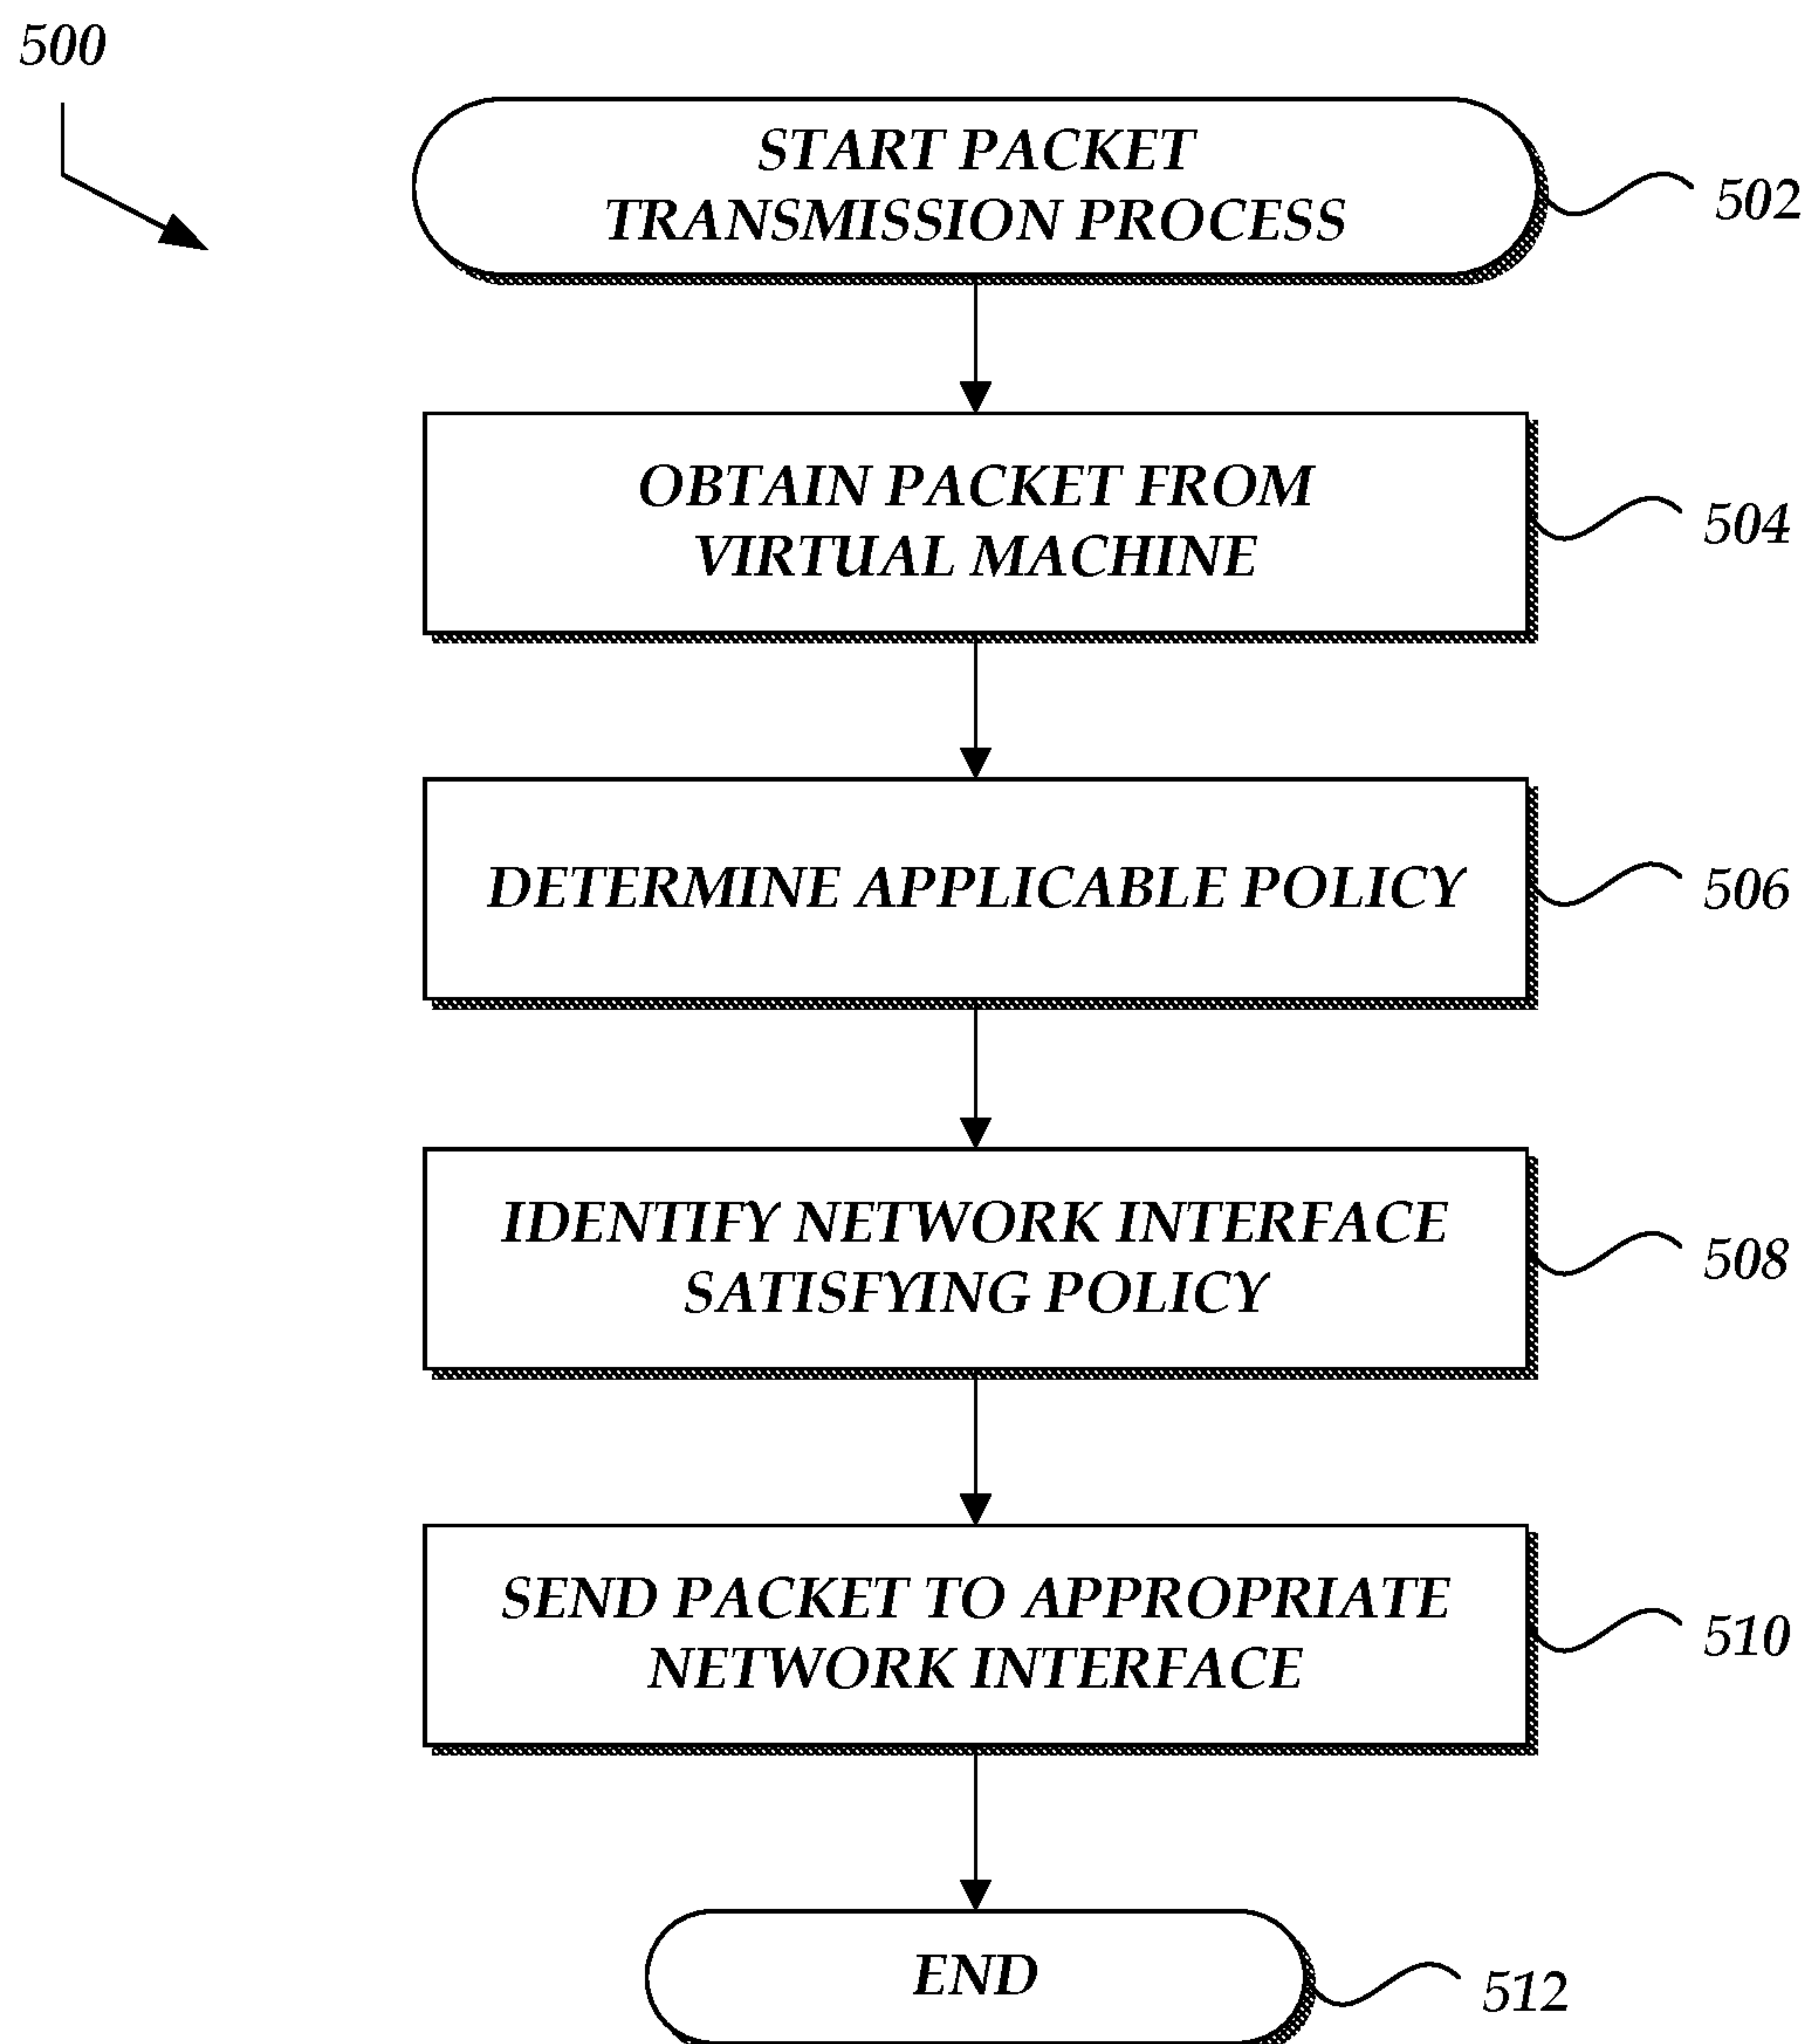 500
START PACKET
TRANSMISSION PROCESS
502
OBTAIN PACKET FROM
VIRTUAL MACHINE
504
DETERMINE APPLICABLE POLICY
506
IDENTIFY NETWORK INTERFACE
SATISFYING POLICY
508
SEND PACKET TO APPROPRIATE
NETWORK INTERFACE
510
END
512